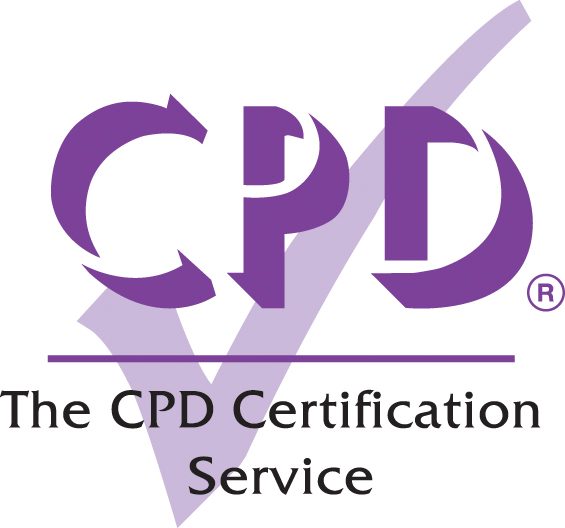 CPD
®
The CPD Certification
Service